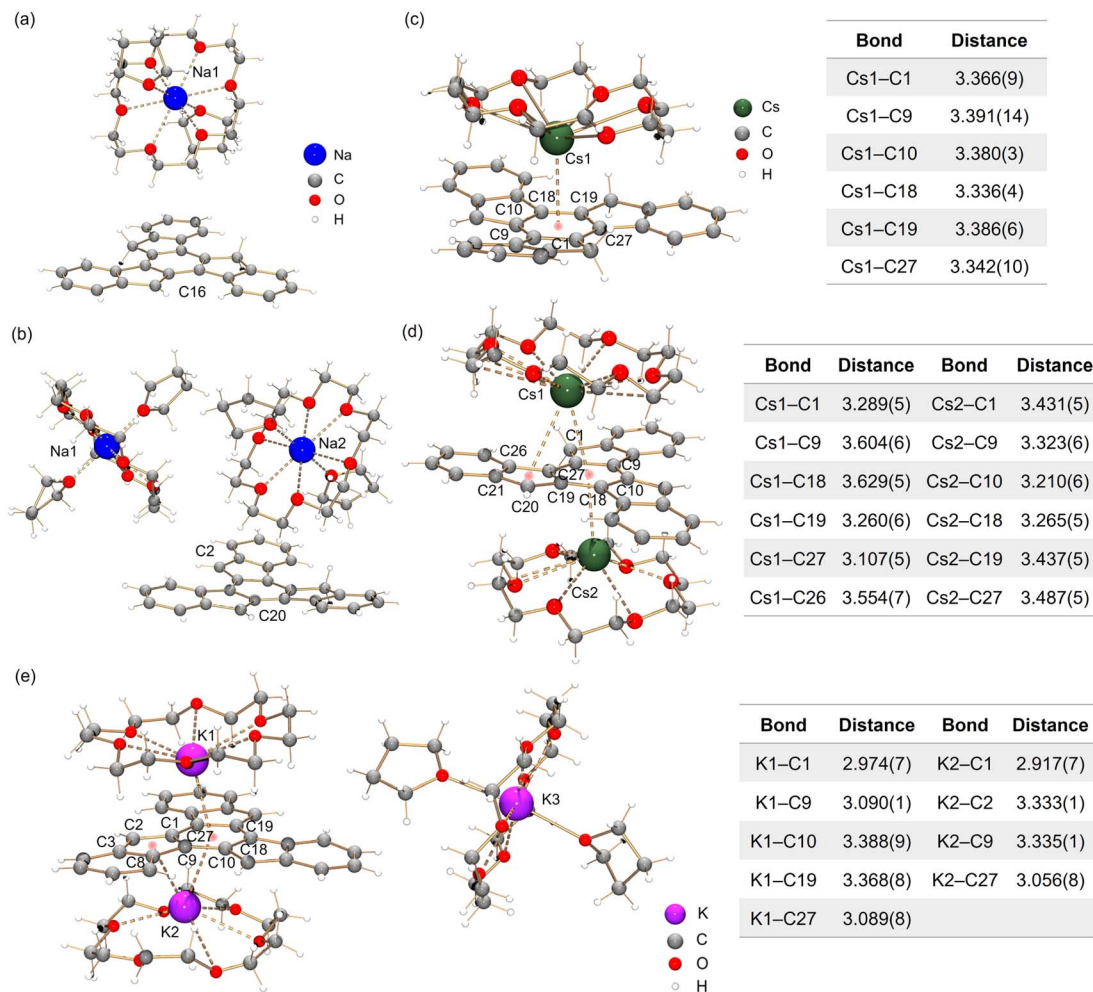 (a)
Na1
Na
C
O
H
C16
(b)
Na1
Na2
C2
C20
(c)
Cs
C
O
H
Cs1
C18
C19
C10
C9
C1
C27
Bond Distance
Cs1–C1 3.366(9)
Cs1–C9 3.391(14)
Cs1–C10 3.380(3)
Cs1–C18 3.336(4)
Cs1–C19 3.386(6)
Cs1–C27 3.342(10)
(d)
Cs1
C1
C26
C9
C27
C21
C19
C18
C10
C20
Cs2
Bond Distance Bond Distance
Cs1–C1 3.289(5) Cs2–C1 3.431(5)
Cs1–C9 3.604(6) Cs2–C9 3.323(6)
Cs1–C18 3.629(5) Cs2–C10 3.210(6)
Cs1–C19 3.260(6) Cs2–C18 3.265(5)
Cs1–C27 3.107(5) Cs2–C19 3.437(5)
Cs1–C26 3.554(7) Cs2–C27 3.487(5)
(e)
K1
C2
C1
C19
C27
C3
C18
C8
C9
C10
K2
K3
K
C
O
H
Bond Distance Bond Distance
K1–C1 2.974(7) K2–C1 2.917(7)
K1–C9 3.090(1) K2–C2 3.333(1)
K1–C10 3.388(9) K2–C9 3.335(1)
K1–C19 3.368(8) K2–C27 3.056(8)
K1–C27 3.089(8)